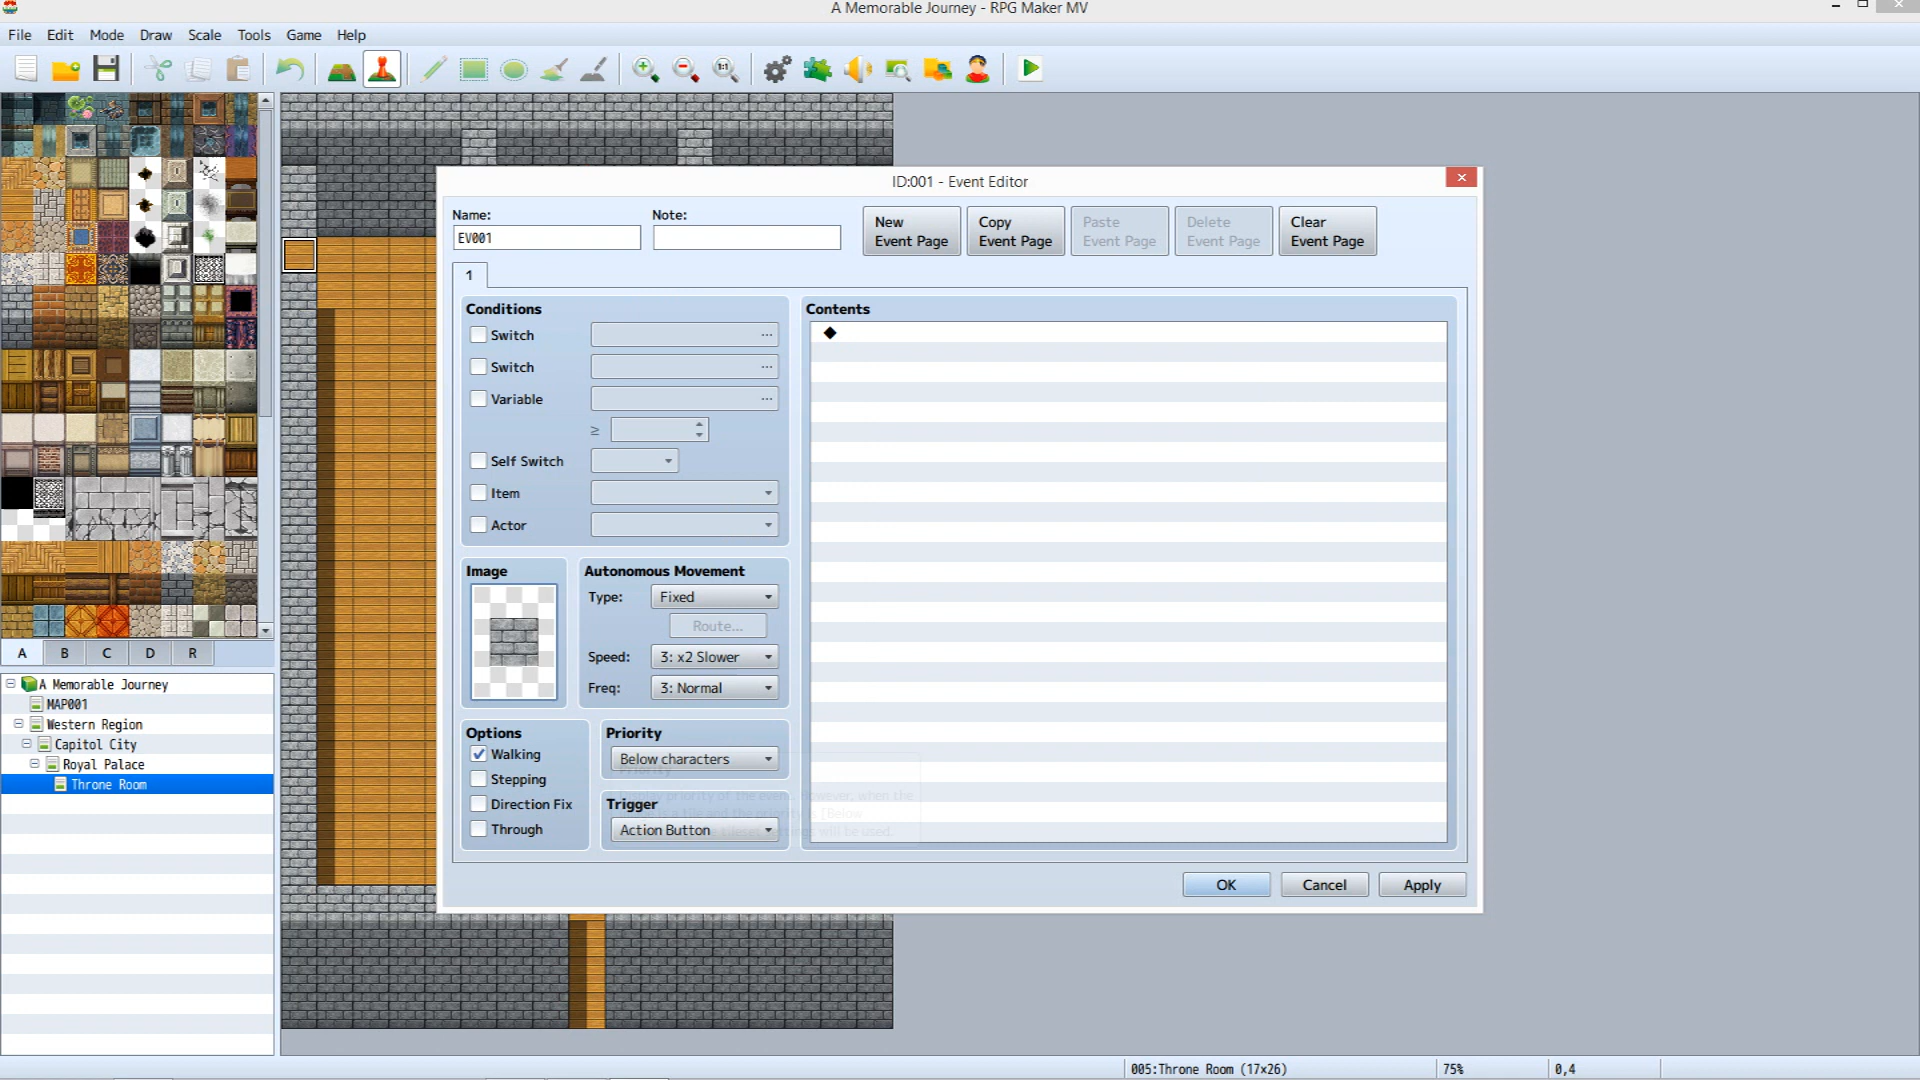 A Memorable Journey - RPG Maker MV
File Edit Mode Draw Scale Tools Game Help
1:1
ID:001 - Event Editor
Name: Note:
EV001
New Event Page
Copy Event Page
Paste Event Page
Delete Event Page
Clear Event Page
1
Conditions
Switch ...
Switch ...
Variable ...
≥
Self Switch
Item
Actor
Image
Autonomous Movement
Type: Fixed
Route...
Speed: 3: x2 Slower
Freq: 3: Normal
Options
Walking
Stepping
Direction Fix
Through
Priority
Below characters
Trigger
Action Button
Contents
◆
OK Cancel Apply
A B C D R
A Memorable Journey
MAP001
Western Region
Capitol City
Royal Palace
Throne Room
005:Throne Room (17x26) 75% 0,4